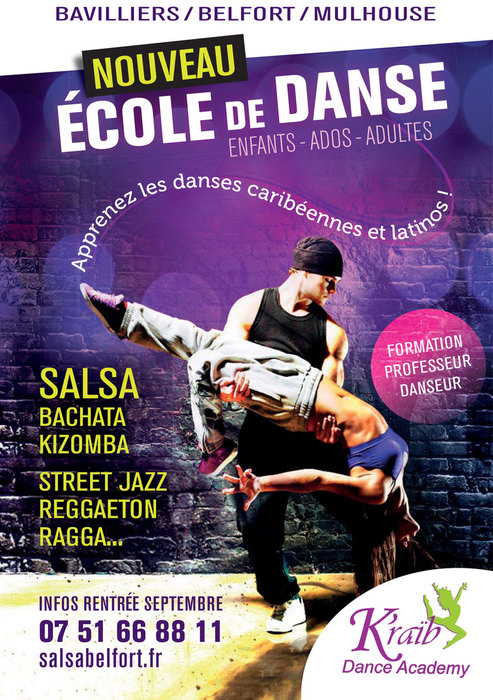 BAVILLIERS / BELFORT / MULHOUSE
NOUVEAU
ÉCOLE DE DANSE
ENFANTS - ADOS - ADULTES
Apprenez les danses caribéennes et latinos !
FORMATION
PROFESSEUR
DANSEUR
SALSA
BACHATA
KIZOMBA
STREET JAZZ
REGGAETON
RAGGA...
INFOS RENTRÉE SEPTEMBRE
07 51 66 88 11
salsabelfort.fr
K'raïb
Dance Academy